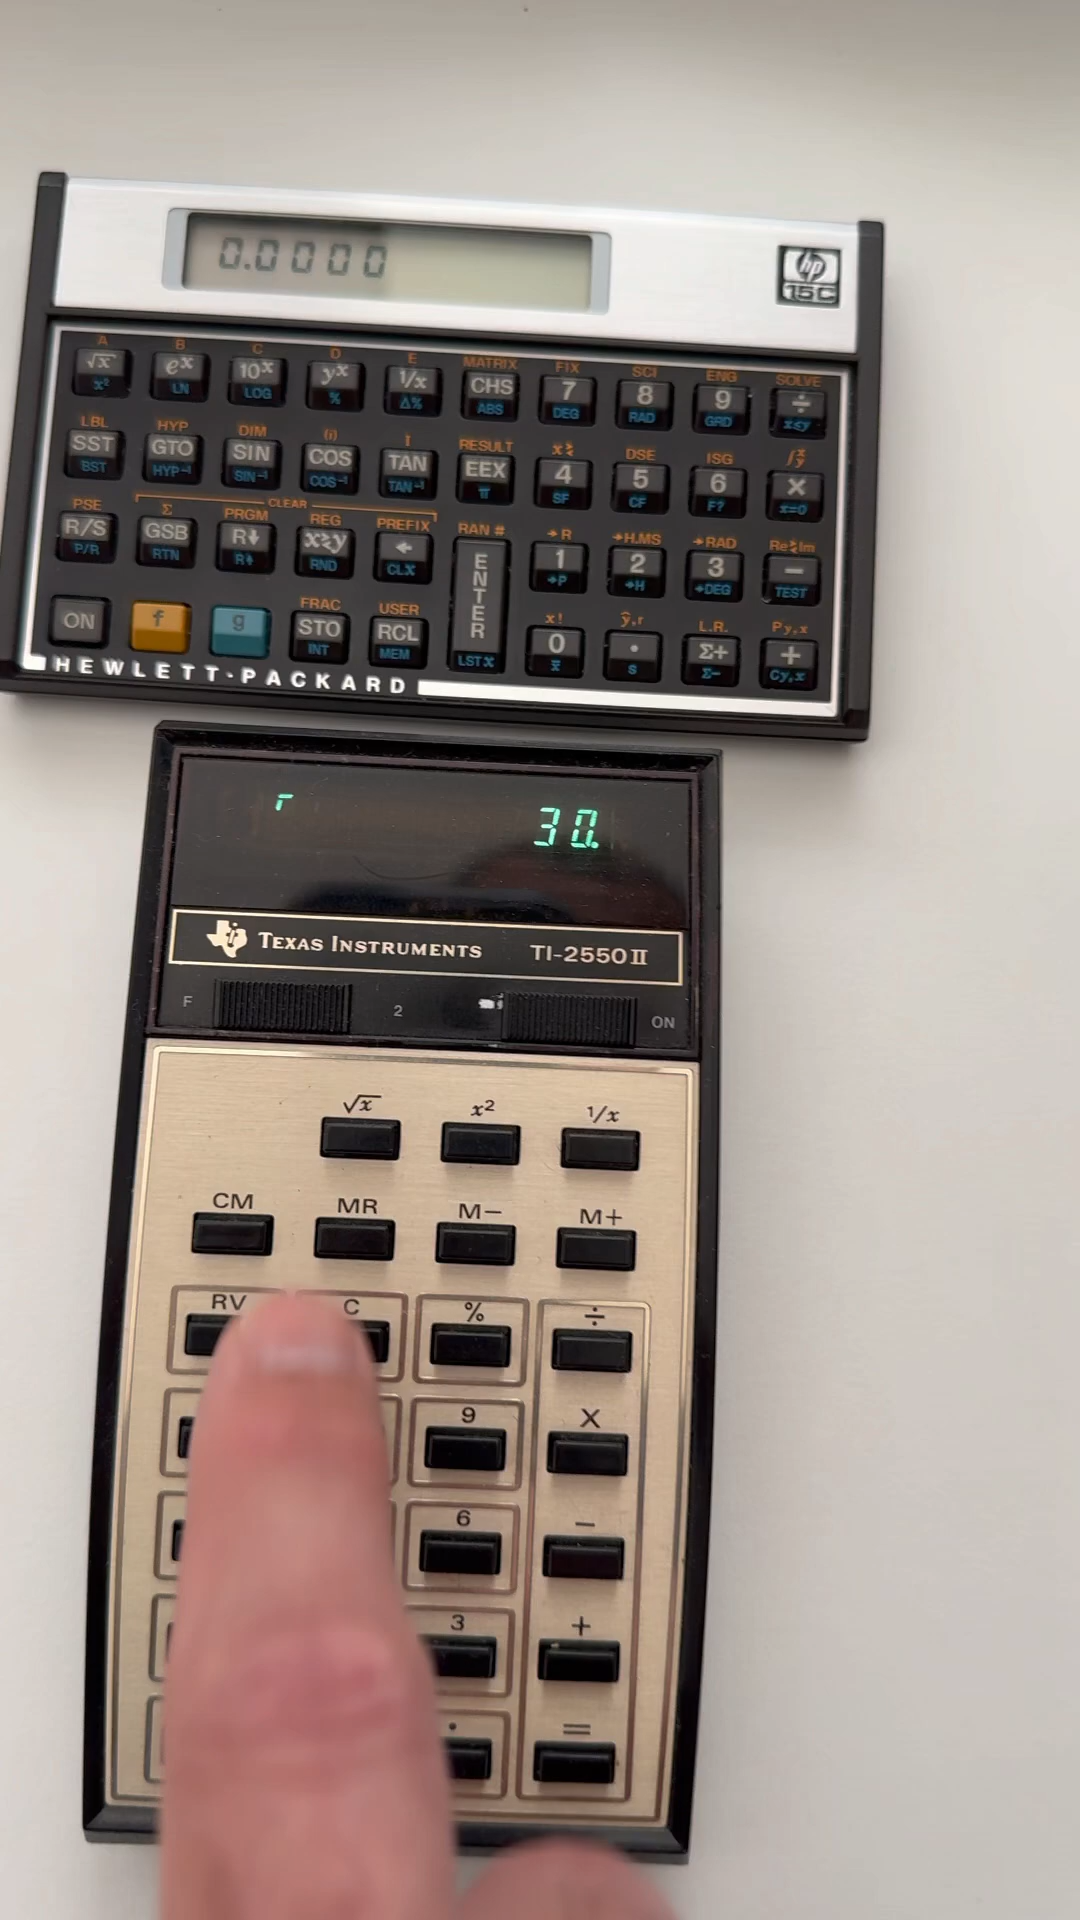 0.0000
hp
15C
A B C D E MATRIX FIX SCI ENG SOLVE
√x eˣ 10ˣ yˣ 1/x CHS 7 8 9 ÷
x² LN LOG % Δ% ABS DEG RAD GRD x≤y
LBL HYP DIM (i) I RESULT x≷ DSE ISG ∫xy
SST GTO SIN COS TAN EEX 4 5 6 ×
BST HYP⁻¹ SIN⁻¹ COS⁻¹ TAN⁻¹ π SF CF F? x=0
CLEAR
PSE Σ PRGM REG PREFIX RAN # →R →H.MS →RAD Re≷Im
R/S GSB R↓ x≷y ← ENTER 1 2 3 −
P/R RTN R↑ RND CLx →P →H →DEG TEST
FRAC USER x! ŷ,r L.R. Py,x
ON f g STO RCL 0 · Σ+ +
INT MEM LSTx x̄ s Σ− Cy,x
HEWLETT·PACKARD
30.
TEXAS INSTRUMENTS TI-2550 II
F 2 ON
√x x² 1/x
CM MR M− M+
RV C % ÷
9 X
6 −
3 +
· =